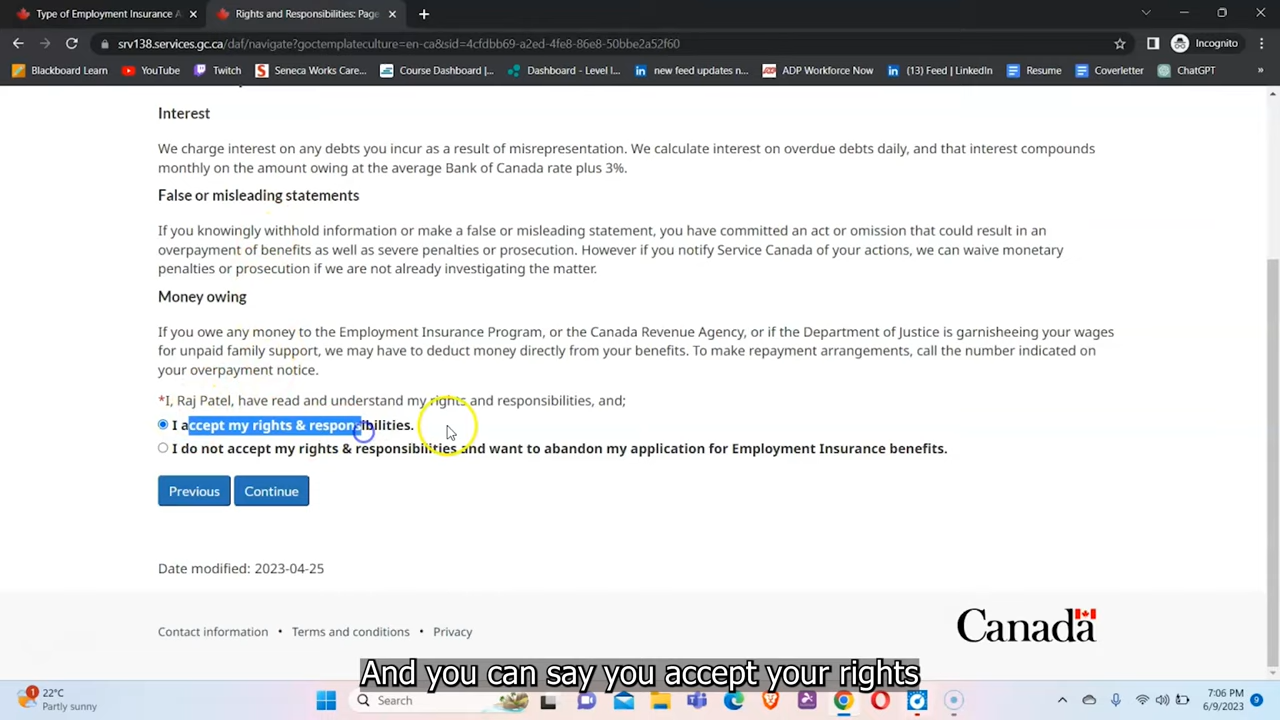 Type of Employment Insurance A
Rights and Responsibilities: Page
srv138.services.gc.ca/daf/navigate?goctemplateculture=en-ca&sid=4cfdbb69-a2ed-4fe8-86e8-50bbe2a52f60
Incognito
Blackboard Learn
YouTube
Twitch
Seneca Works Care...
Course Dashboard |...
Dashboard - Level I...
new feed updates n...
ADP Workforce Now
(13) Feed | LinkedIn
Resume
Coverletter
ChatGPT
Interest
We charge interest on any debts you incur as a result of misrepresentation. We calculate interest on overdue debts daily, and that interest compounds
monthly on the amount owing at the average Bank of Canada rate plus 3%.
False or misleading statements
If you knowingly withhold information or make a false or misleading statement, you have committed an act or omission that could result in an
overpayment of benefits as well as severe penalties or prosecution. However if you notify Service Canada of your actions, we can waive monetary
penalties or prosecution if we are not already investigating the matter.
Money owing
If you owe any money to the Employment Insurance Program, or the Canada Revenue Agency, or if the Department of Justice is garnisheeing your wages
for unpaid family support, we may have to deduct money directly from your benefits. To make repayment arrangements, call the number indicated on
your overpayment notice.
*I, Raj Patel, have read and understand my rights and responsibilities, and;
I accept my rights & responsibilities.
I do not accept my rights & responsibilities and want to abandon my application for Employment Insurance benefits.
Previous
Continue
Date modified: 2023-04-25
Contact information • Terms and conditions • Privacy
Canada
And you can say you accept your rights
1
22°C
Partly sunny
Search
7:06 PM
6/9/2023